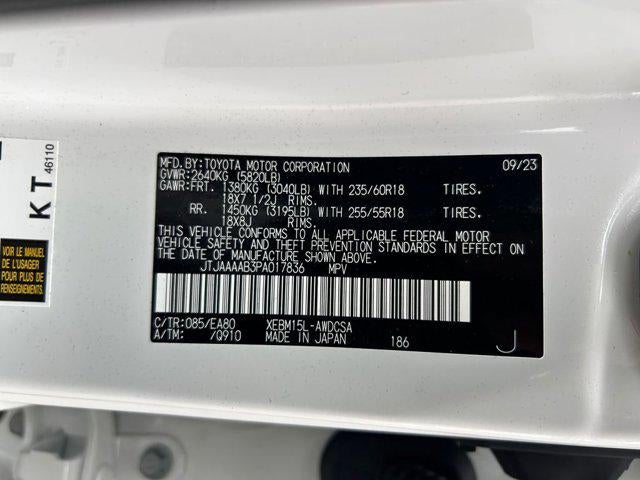 MFD. BY: TOYOTA MOTOR CORPORATION 09/23
GVWR: 2640KG (5820LB)
GAWR: FRT. 1380KG (3040LB) WITH 235/60R18 TIRES.
18X7 1/2J RIMS.
RR. 1450KG (3195LB) WITH 255/55R18 TIRES.
18X8J RIMS.
THIS VEHICLE CONFORMS TO ALL APPLICABLE FEDERAL MOTOR
VEHICLE SAFETY AND THEFT PREVENTION STANDARDS IN EFFECT ON
THE DATE OF MANUFACTURE SHOWN ABOVE.
JTJAAAAB3PA017836 MPV
C/TR: 085/EA80 XEBM15L-AWDCSA
A/TM: /Q910 MADE IN JAPAN 186 J
KT 46110
VOIR LE MANUEL
DE L'USAGER
POUR PLUS DE
RENSEIGNEMENTS